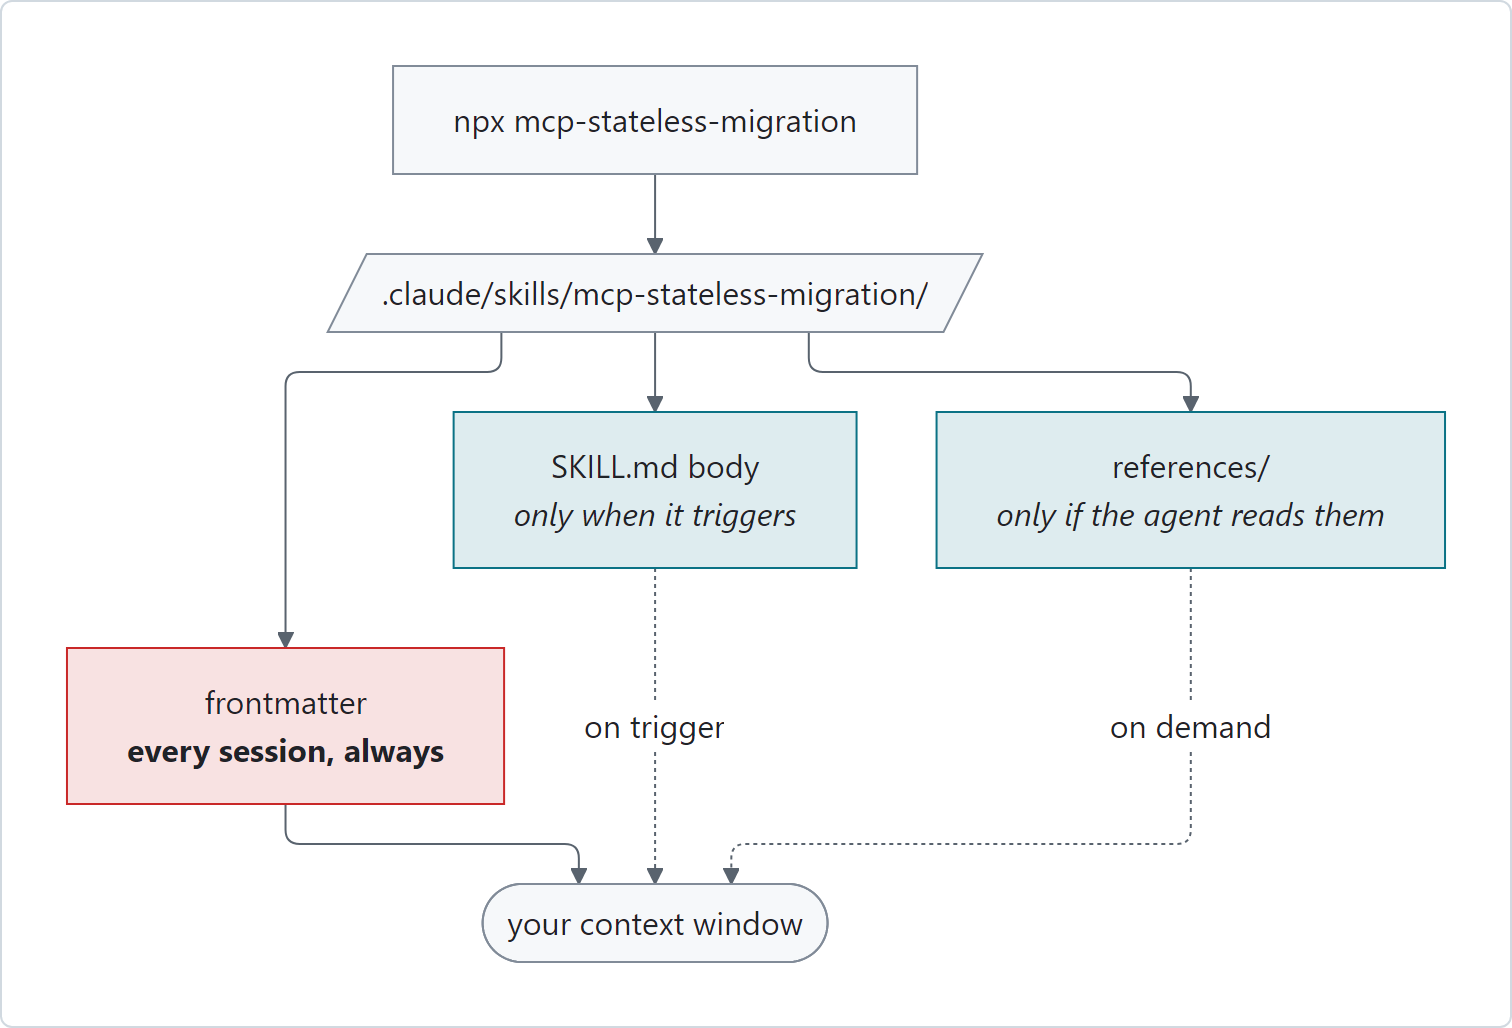 npx mcp-stateless-migration
.claude/skills/mcp-stateless-migration/
SKILL.md body
only when it triggers
references/
only if the agent reads them
frontmatter
every session, always
on trigger
on demand
your context window